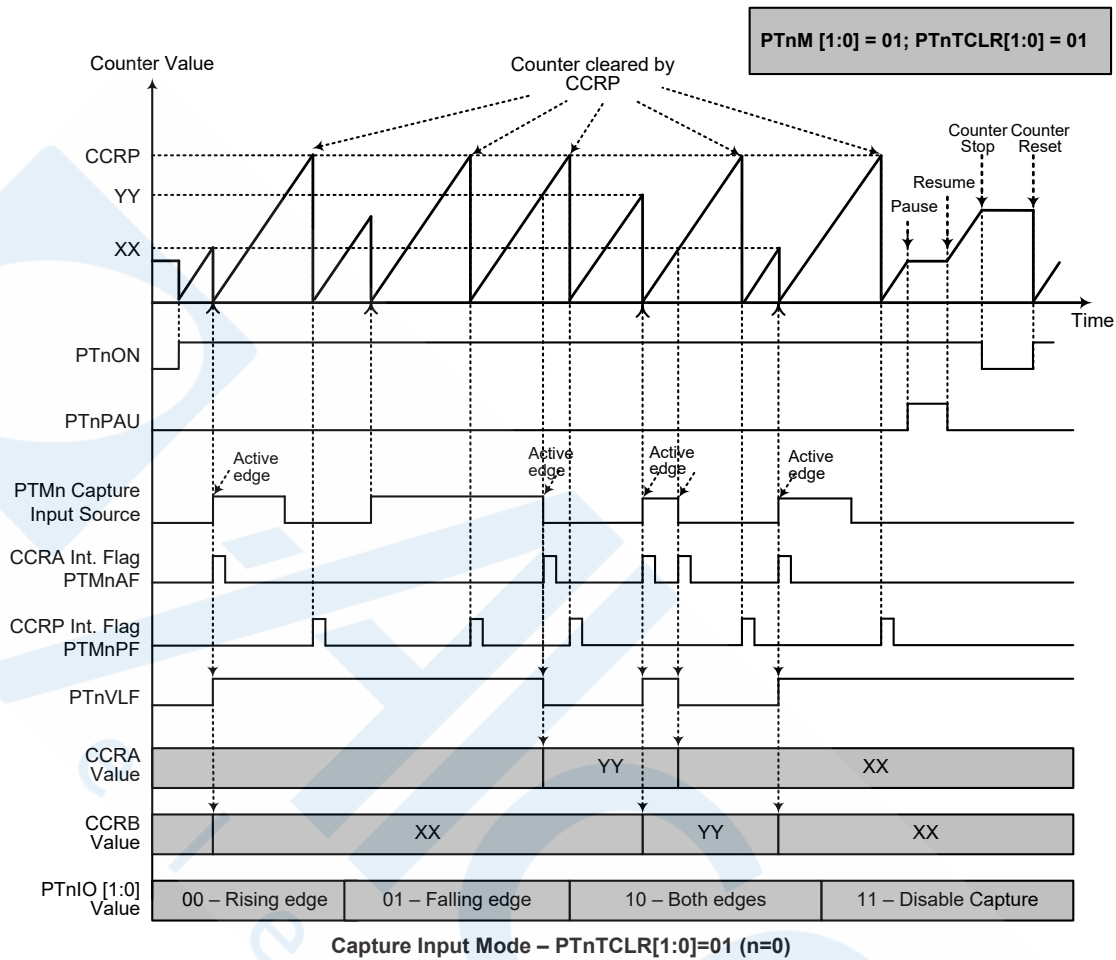 PTnM [1:0] = 01; PTnTCLR[1:0] = 01
Counter Value
Counter cleared by
CCRP
Counter
Stop
Counter
Reset
CCRP
YY
Resume
Pause
XX
Time
PTnON
PTnPAU
Active
edge
Active
edge
Active
edge
Active
edge
PTMn Capture
Input Source
CCRA Int. Flag
PTMnAF
CCRP Int. Flag
PTMnPF
PTnVLF
CCRA
Value
YY
XX
CCRB
Value
XX
YY
XX
PTnIO [1:0]
Value
00 – Rising edge
01 – Falling edge
10 – Both edges
11 – Disable Capture
Capture Input Mode – PTnTCLR[1:0]=01 (n=0)